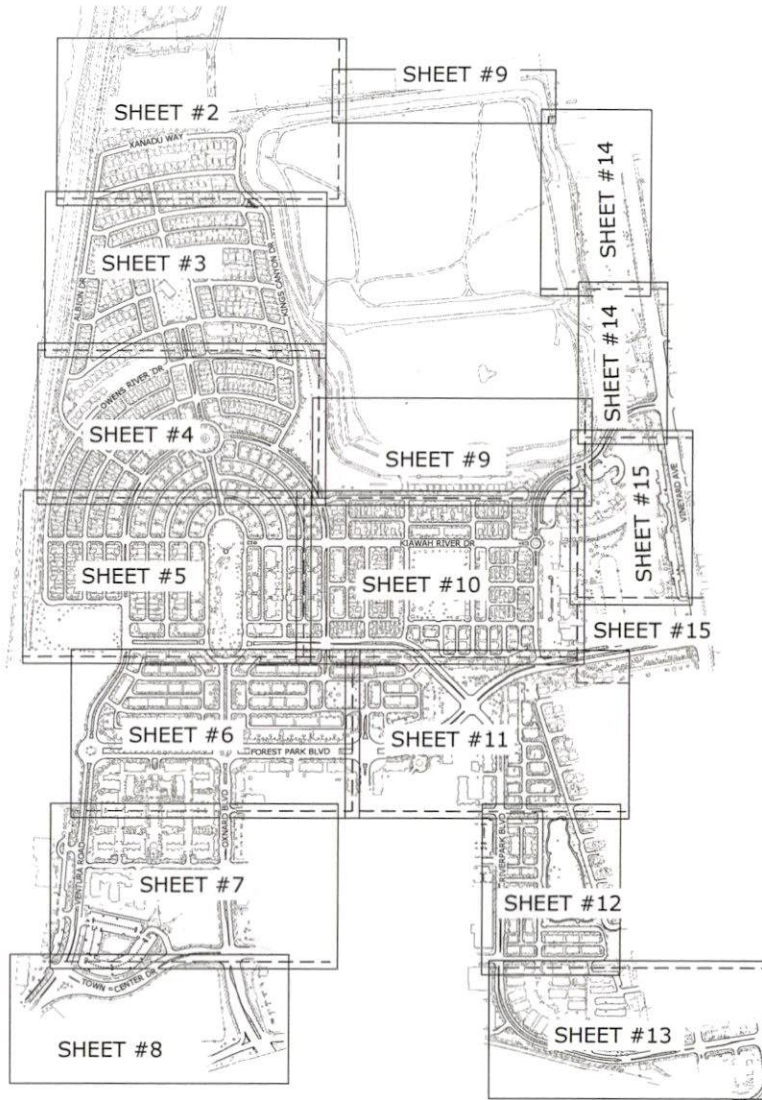 SHEET #9
SHEET #2
XANADU WAY
SHEET #14
SHEET #3
ALBION DR
KINGS CANYON DR
SHEET #14
OWENS RIVER DR
SHEET #4
SHEET #9
SHEET #15
VINEYARD AVE
KIAWAH RIVER DR
SHEET #5
SHEET #10
SHEET #15
SHEET #6
SHEET #11
FOREST PARK BLVD
OXNARD BLVD
RIVERPARK BLVD
VENTURA ROAD
SHEET #7
SHEET #12
TOWN CENTER DR
SHEET #8
SHEET #13